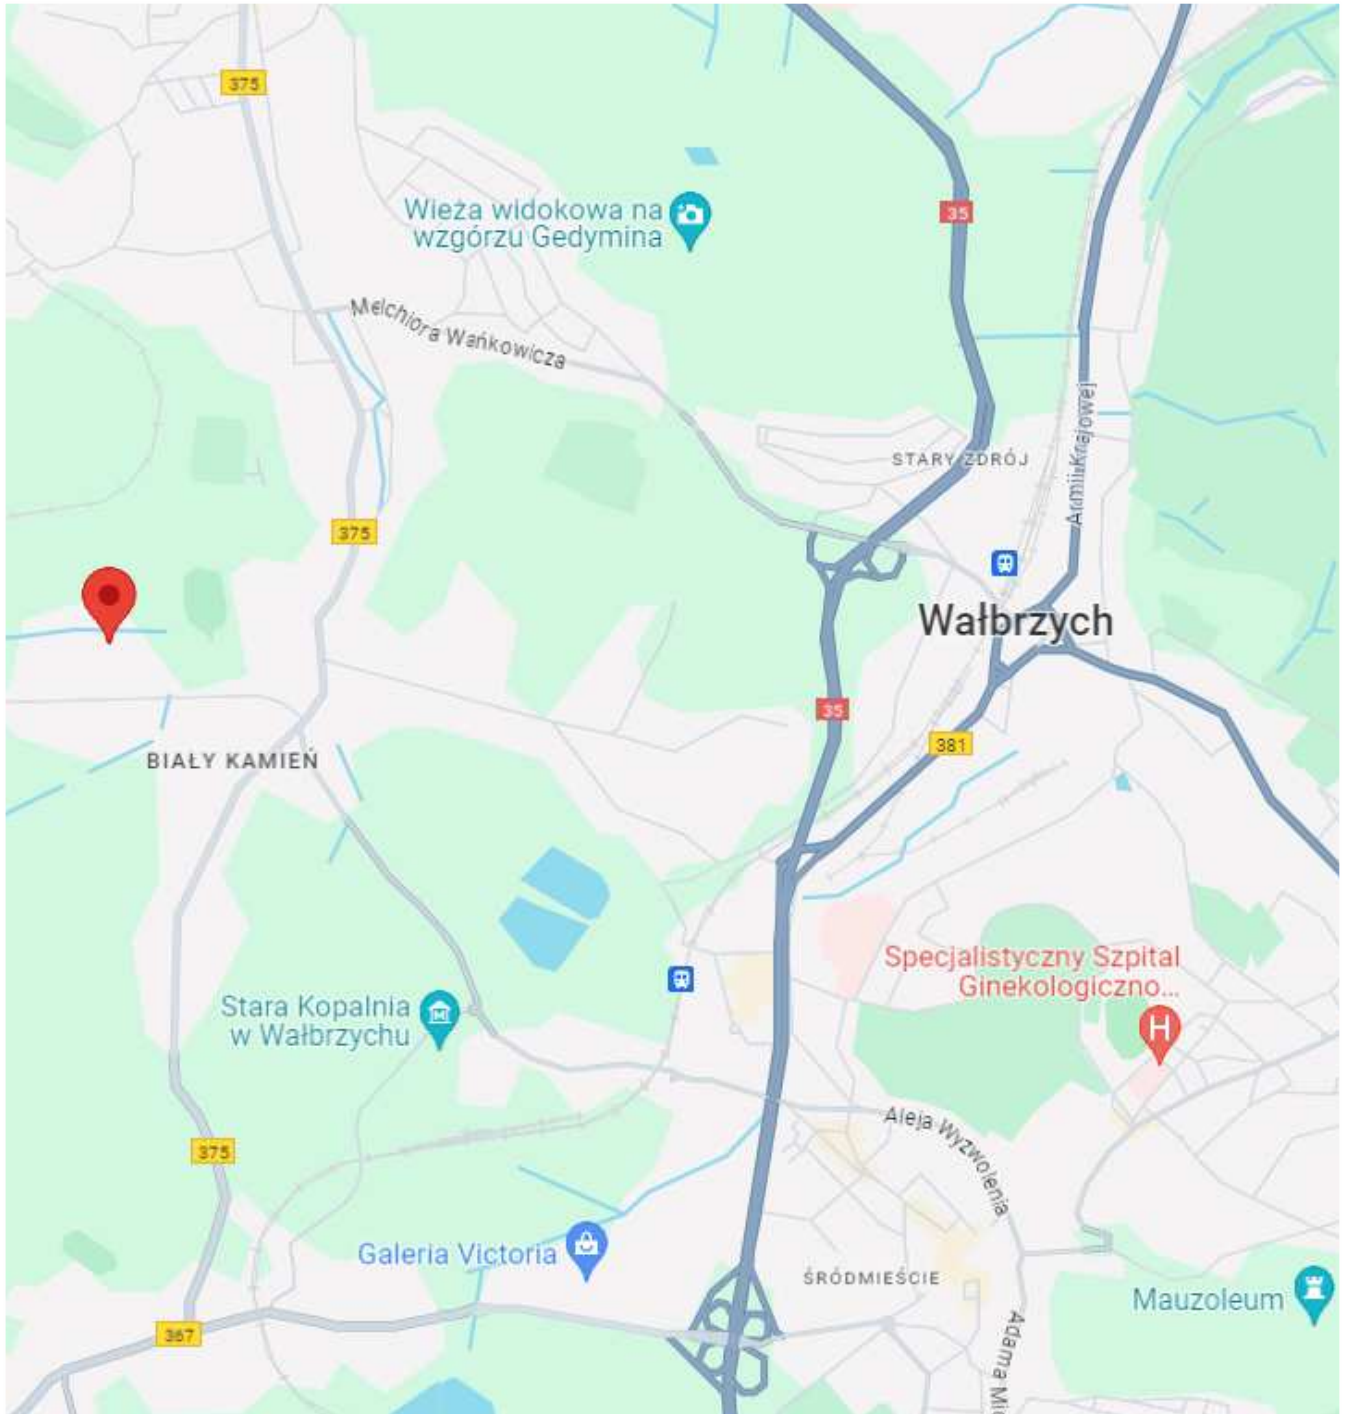 375
Wieża widokowa na
wzgórzu Gedymina
35
Melchiora Wańkowicza
Armii Krajowej
STARY ZDRÓJ
375
Wałbrzych
35
381
BIAŁY KAMIEŃ
Specjalistyczny Szpital
Ginekologiczno...
H
Stara Kopalnia
w Wałbrzychu
M
Aleja Wyzwolenia
375
Galeria Victoria
ŚRÓDMIEŚCIE
Mauzoleum
367
Adama Mic